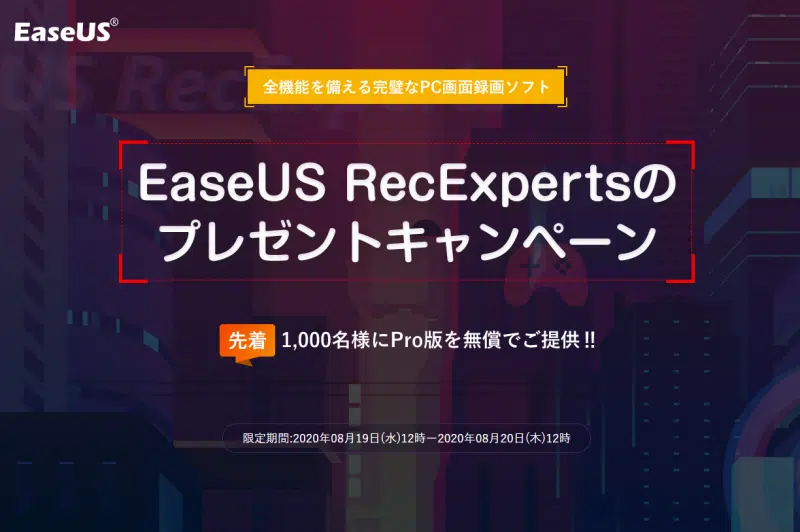 EaseUS®
US RecExperts
全機能を備える完璧なPC画面録画ソフト
EaseUS RecExpertsの
プレゼントキャンペーン
先着 1,000名様にPro版を無償でご提供!!
限定期間:2020年08月19日(水)12時ー2020年08月20日(木)12時